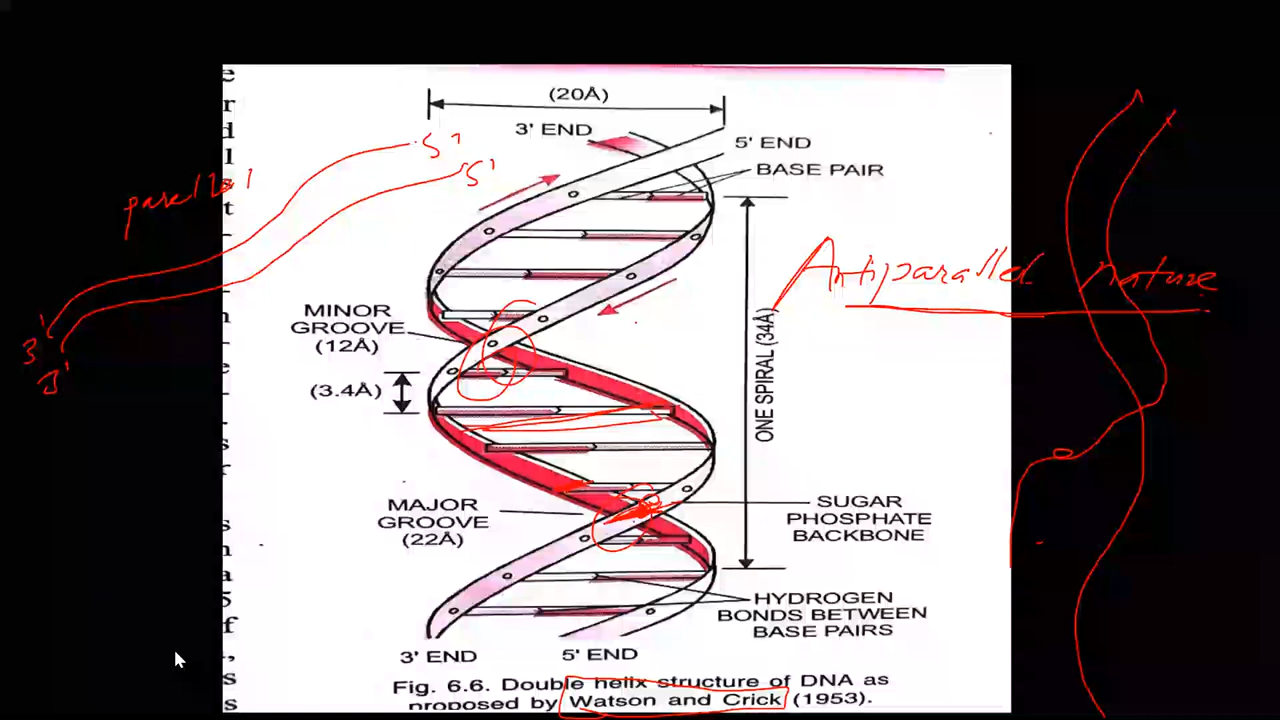 (20Å)
3' END
5' END
BASE PAIR
5'
5'
parallel
Antiparallel nature
MINOR
GROOVE
(12Å)
(3.4Å)
ONE SPIRAL (34Å)
3'
3'
MAJOR
GROOVE
(22Å)
SUGAR
PHOSPHATE
BACKBONE
HYDROGEN
BONDS BETWEEN
BASE PAIRS
3' END
5' END
Fig. 6.6. Double helix structure of DNA as
proposed by Watson and Crick (1953).